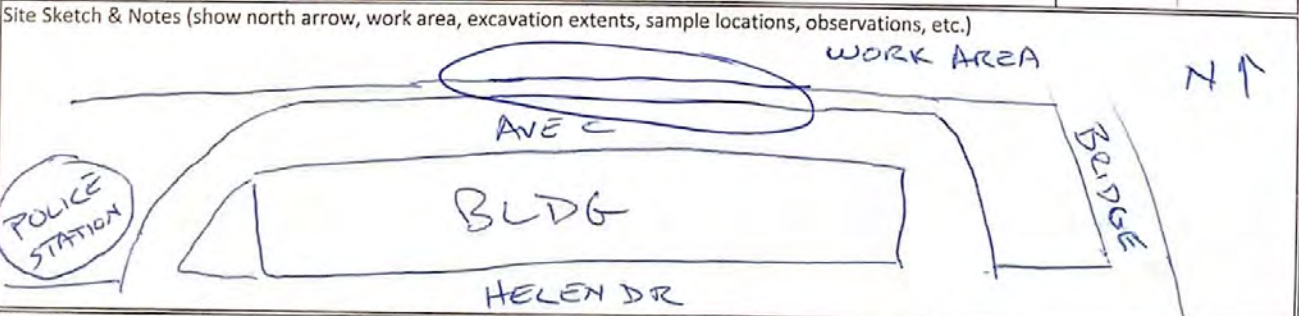 Site Sketch & Notes (show north arrow, work area, excavation extents, sample locations, observations, etc.)
WORK AREA
N ↑
AVE C
BRIDGE
POLICE
STATION
BLDG
HELEN DR